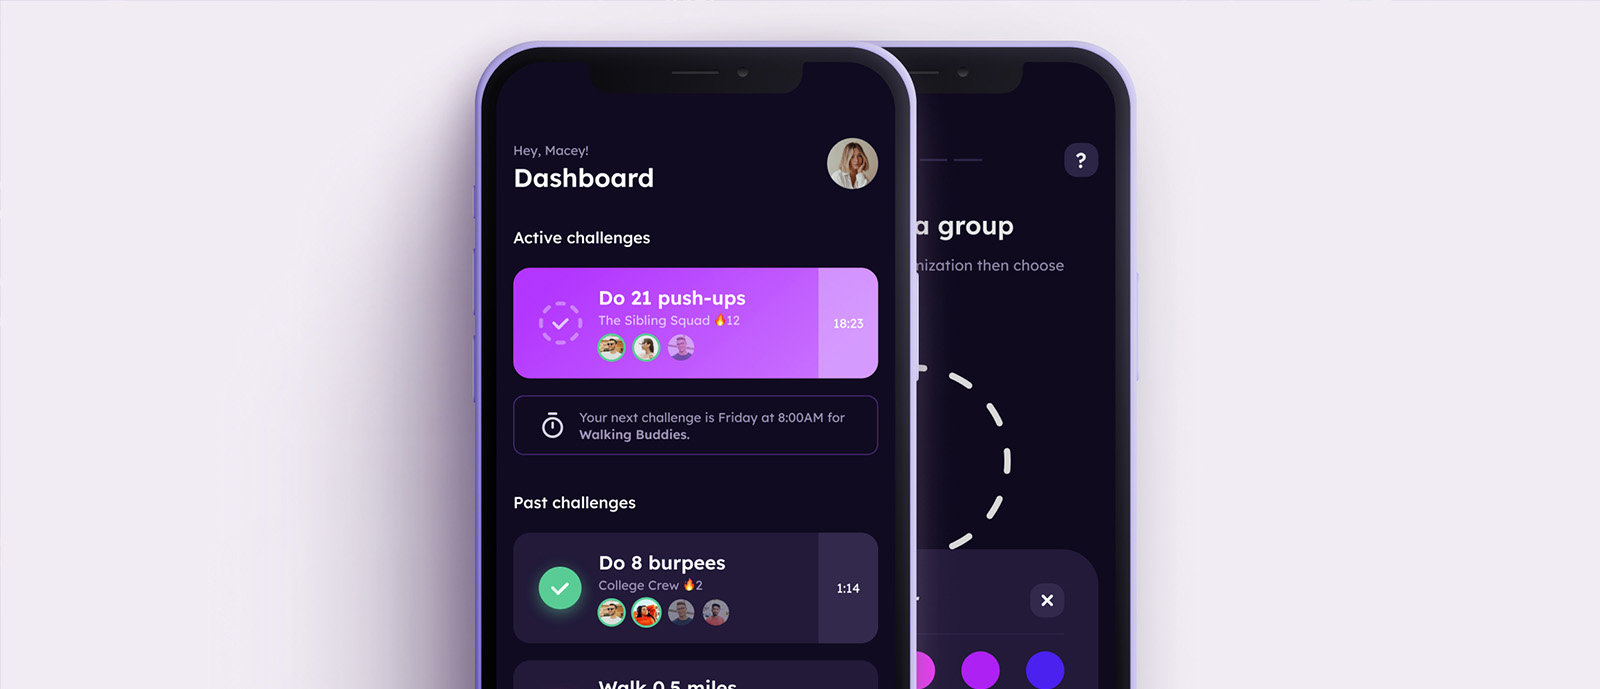 Hey, Macey!
Dashboard
Active challenges
Do 21 push-ups
The Sibling Squad 🔥12
18:23
Your next challenge is Friday at 8:00AM for
Walking Buddies.
Past challenges
Do 8 burpees
College Crew 🔥2
1:14
Walk 0.5 miles
?
a group
then choose